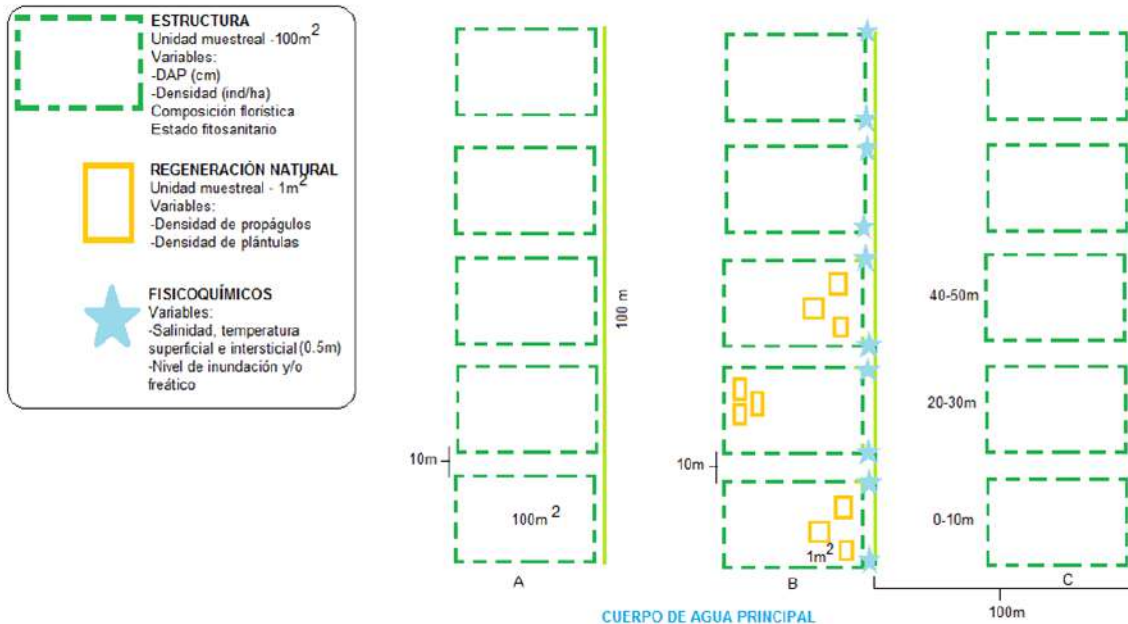 ESTRUCTURA
Unidad muestreal -100m2
Variables:
-DAP (cm)
-Densidad (ind/ha)
Composición florística
Estado fitosanitario
REGENERACIÓN NATURAL
Unidad muestreal - 1m2
Variables:
-Densidad de propágulos
-Densidad de plántulas
FISICOQUÍMICOS
Variables:
-Salinidad, temperatura
superficial e intersticial (0.5m)
-Nivel de inundación y/o
freático
100 m
10m
100m2
A
10m
1m2
B
40-50m
20-30m
0-10m
C
100m
CUERPO DE AGUA PRINCIPAL